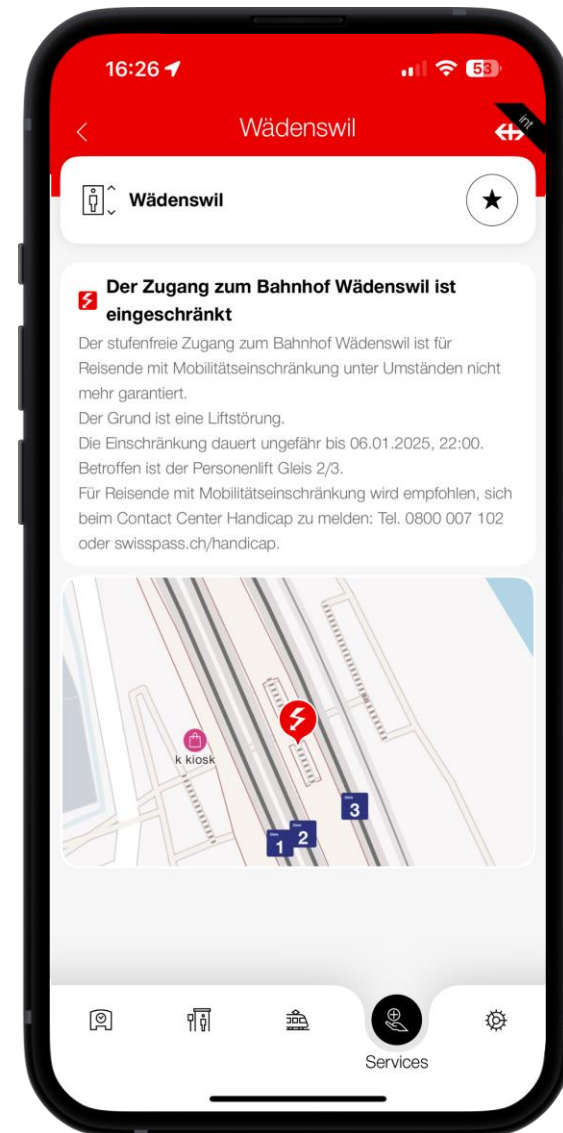 16:26
53
Wädenswil
int
Wädenswil
Der Zugang zum Bahnhof Wädenswil ist
eingeschränkt
Der stufenfreie Zugang zum Bahnhof Wädenswil ist für
Reisende mit Mobilitätseinschränkung unter Umständen nicht
mehr garantiert.
Der Grund ist eine Liftstörung.
Die Einschränkung dauert ungefähr bis 06.01.2025, 22:00.
Betroffen ist der Personenlift Gleis 2/3.
Für Reisende mit Mobilitätseinschränkung wird empfohlen, sich
beim Contact Center Handicap zu melden: Tel. 0800 007 102
oder swisspass.ch/handicap.
k kiosk
3
2
1
Services